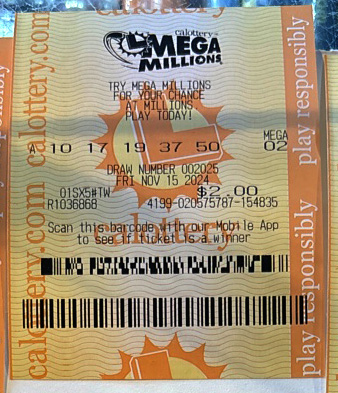 calottery
MEGA
MILLIONS
TRY MEGA MILLIONS
FOR YOUR CHANCE
AT MILLIONS
PLAY TODAY!
MEGA
A 10 17 19 37 50 02
DRAW NUMBER 002025
FRI NOV 15 2024
01SX5#TW $2.00
R1036868 4199-020575787-154835
Scan this barcode with our Mobile App
to see if ticket is a winner
calottery
calottery.com calottery.com
play responsibly play responsibly